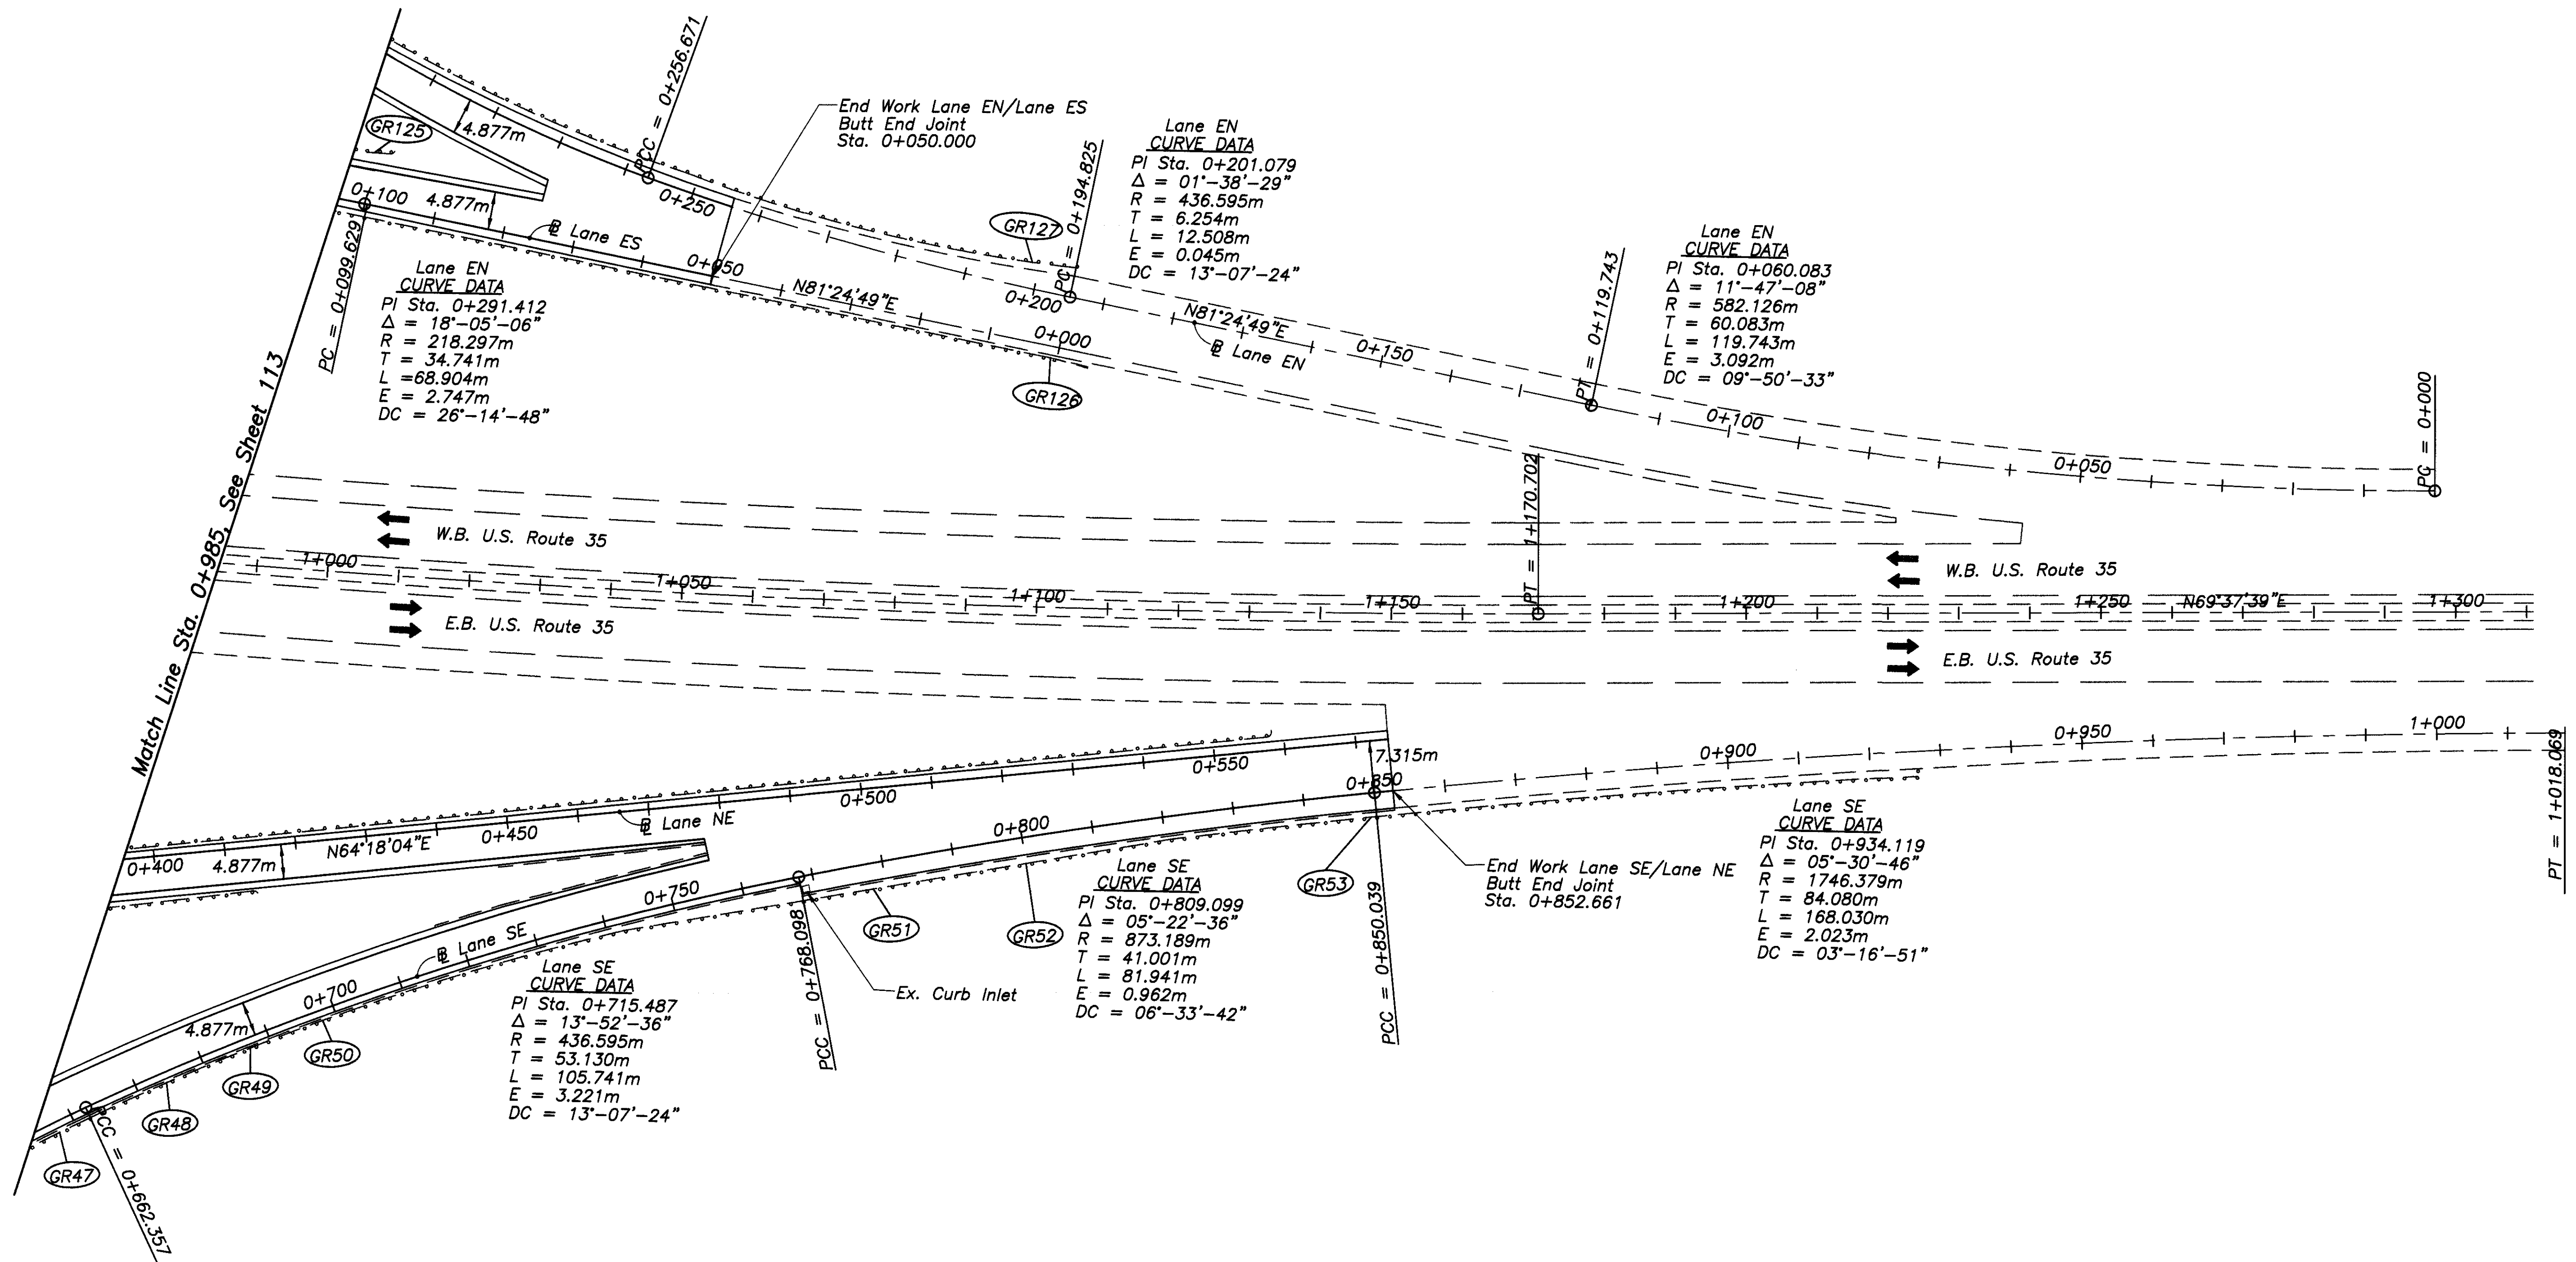 PCC = 0+256.671
GR125
4.877m
0+100
4.877m
0+250
End Work Lane EN/Lane ES
Butt End Joint
Sta. 0+050.000
Lane EN
CURVE DATA
PI Sta. 0+201.079
Δ = 01°-38'-29"
R = 436.595m
T = 6.254m
L = 12.508m
E = 0.045m
DC = 13°-07'-24"
PC = 0+194.825
GR127
PC = 0+099.629
℄ Lane ES
0+050
N81°24'49"E
0+000
GR126
0+200
N81°24'49"E
℄ Lane EN
0+150
PT = 0+119.743
Lane EN
CURVE DATA
PI Sta. 0+060.083
Δ = 11°-47'-08"
R = 582.126m
T = 60.083m
L = 119.743m
E = 3.092m
DC = 09°-50'-33"
0+100
0+050
PC = 0+000
Lane EN
CURVE DATA
PI Sta. 0+291.412
Δ = 18°-05'-06"
R = 218.297m
T = 34.741m
L =68.904m
E = 2.747m
DC = 26°-14'-48"
Match Line Sta. 0+985, See Sheet 113
W.B. U.S. Route 35
1+000
1+050
1+100
1+150
PT = 1+170.702
1+200
W.B. U.S. Route 35
1+250
N69°37'39"E
1+300
E.B. U.S. Route 35
E.B. U.S. Route 35
0+400
4.877m
N64°18'04"E
0+450
℄ Lane NE
0+500
0+550
7.315m
0+850
0+900
0+950
1+000
PT = 1+018.069
0+800
0+750
℄ Lane SE
0+700
4.877m
GR47
GR48
GR49
GR50
GR51
GR52
GR53
PCC = 0+662.357
PCC = 0+768.098
Ex. Curb Inlet
PCC = 0+850.039
End Work Lane SE/Lane NE
Butt End Joint
Sta. 0+852.661
Lane SE
CURVE DATA
PI Sta. 0+715.487
Δ = 13°-52'-36"
R = 436.595m
T = 53.130m
L = 105.741m
E = 3.221m
DC = 13°-07'-24"
Lane SE
CURVE DATA
PI Sta. 0+809.099
Δ = 05°-22'-36"
R = 873.189m
T = 41.001m
L = 81.941m
E = 0.962m
DC = 06°-33'-42"
Lane SE
CURVE DATA
PI Sta. 0+934.119
Δ = 05°-30'-46"
R = 1746.379m
T = 84.080m
L = 168.030m
E = 2.023m
DC = 03°-16'-51"